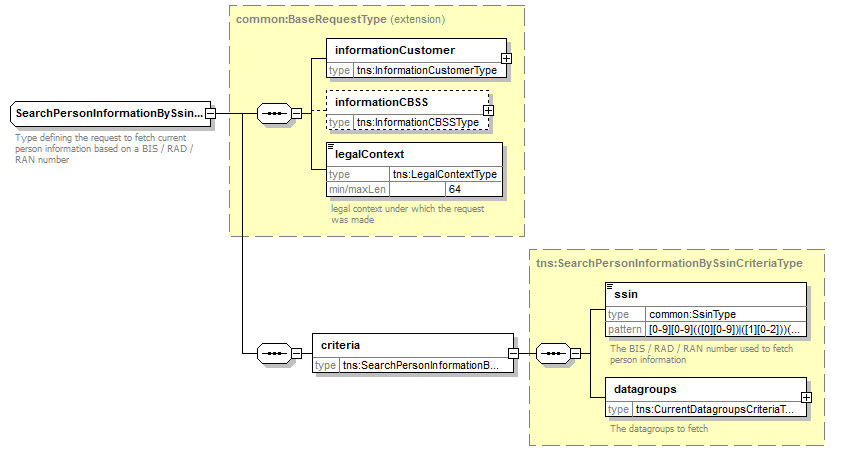 common:BaseRequestType (extension)
informationCustomer
type tns:InformationCustomerType
informationCBSS
type tns:InformationCBSSType
legalContext
type tns:LegalContextType
min/maxLen 64
legal context under which the request
was made
SearchPersonInformationBySsin...
Type defining the request to fetch current
person information based on a BIS / RAD /
RAN number
criteria
type tns:SearchPersonInformationB...
tns:SearchPersonInformationBySsinCriteriaType
ssin
type common:SsinType
pattern [0-9][0-9](([0][0-9])|([1][0-2]))(...
The BIS / RAD / RAN number used to fetch
person information
datagroups
type tns:CurrentDatagroupsCriteriaT...
The datagroups to fetch